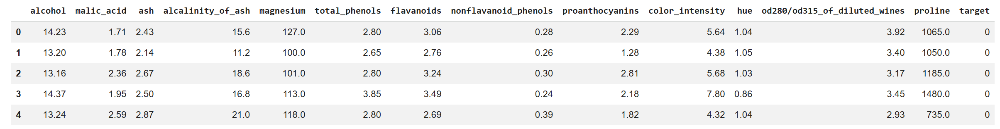 alcohol malic_acid ash alcalinity_of_ash magnesium total_phenols flavanoids nonflavanoid_phenols proanthocyanins color_intensity hue od280/od315_of_diluted_wines proline target
0 14.23 1.71 2.43 15.6 127.0 2.80 3.06 0.28 2.29 5.64 1.04 3.92 1065.0 0
1 13.20 1.78 2.14 11.2 100.0 2.65 2.76 0.26 1.28 4.38 1.05 3.40 1050.0 0
2 13.16 2.36 2.67 18.6 101.0 2.80 3.24 0.30 2.81 5.68 1.03 3.17 1185.0 0
3 14.37 1.95 2.50 16.8 113.0 3.85 3.49 0.24 2.18 7.80 0.86 3.45 1480.0 0
4 13.24 2.59 2.87 21.0 118.0 2.80 2.69 0.39 1.82 4.32 1.04 2.93 735.0 0